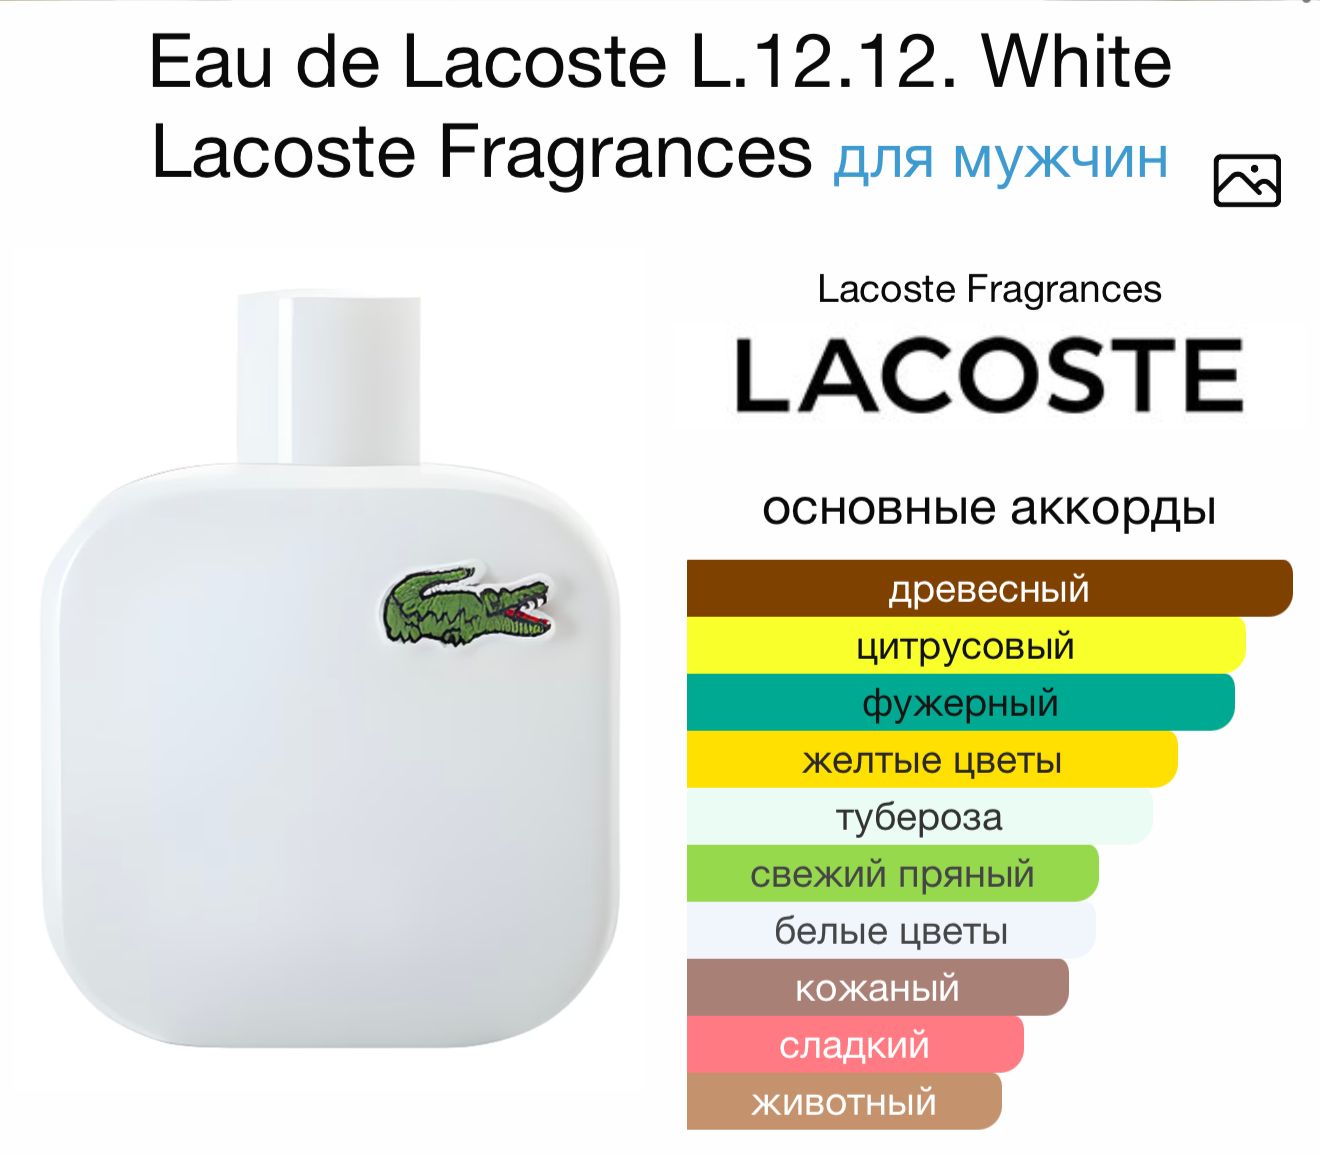 Eau de Lacoste L.12.12. White
Lacoste Fragrances для мужчин
Lacoste Fragrances
LACOSTE
основные аккорды
древесный
цитрусовый
фужерный
желтые цветы
тубероза
свежий пряный
белые цветы
кожаный
сладкий
животный